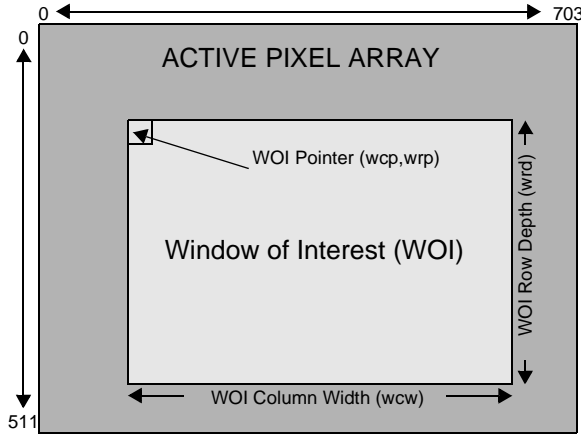 0
703
0
ACTIVE PIXEL ARRAY
WOI Pointer (wcp,wrp)
WOI Row Depth (wrd)
Window of Interest (WOI)
WOI Column Width (wcw)
511